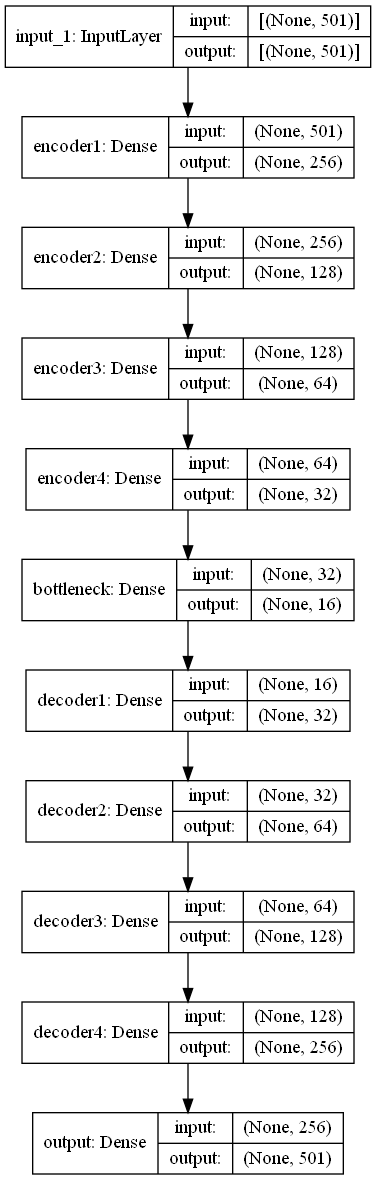 input_1: InputLayer
input: [(None, 501)]
output: [(None, 501)]
encoder1: Dense
input: (None, 501)
output: (None, 256)
encoder2: Dense
input: (None, 256)
output: (None, 128)
encoder3: Dense
input: (None, 128)
output: (None, 64)
encoder4: Dense
input: (None, 64)
output: (None, 32)
bottleneck: Dense
input: (None, 32)
output: (None, 16)
decoder1: Dense
input: (None, 16)
output: (None, 32)
decoder2: Dense
input: (None, 32)
output: (None, 64)
decoder3: Dense
input: (None, 64)
output: (None, 128)
decoder4: Dense
input: (None, 128)
output: (None, 256)
output: Dense
input: (None, 256)
output: (None, 501)